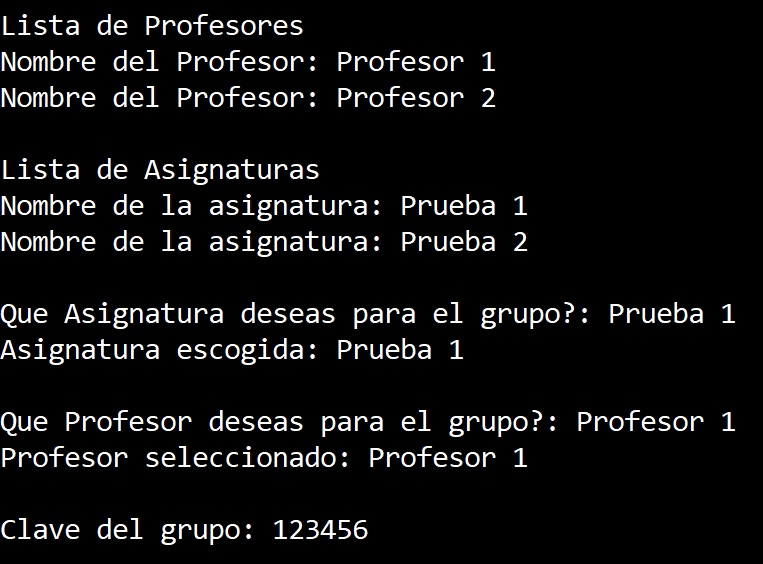 Lista de Profesores
Nombre del Profesor: Profesor 1
Nombre del Profesor: Profesor 2
Lista de Asignaturas
Nombre de la asignatura: Prueba 1
Nombre de la asignatura: Prueba 2
Que Asignatura deseas para el grupo?: Prueba 1
Asignatura escogida: Prueba 1
Que Profesor deseas para el grupo?: Profesor 1
Profesor seleccionado: Profesor 1
Clave del grupo: 123456